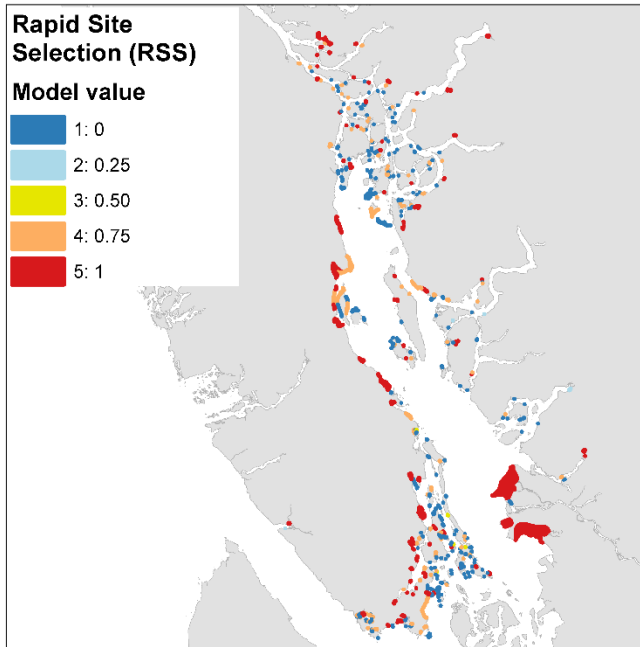 Rapid Site
Selection (RSS)
Model value
1: 0
2: 0.25
3: 0.50
4: 0.75
5: 1